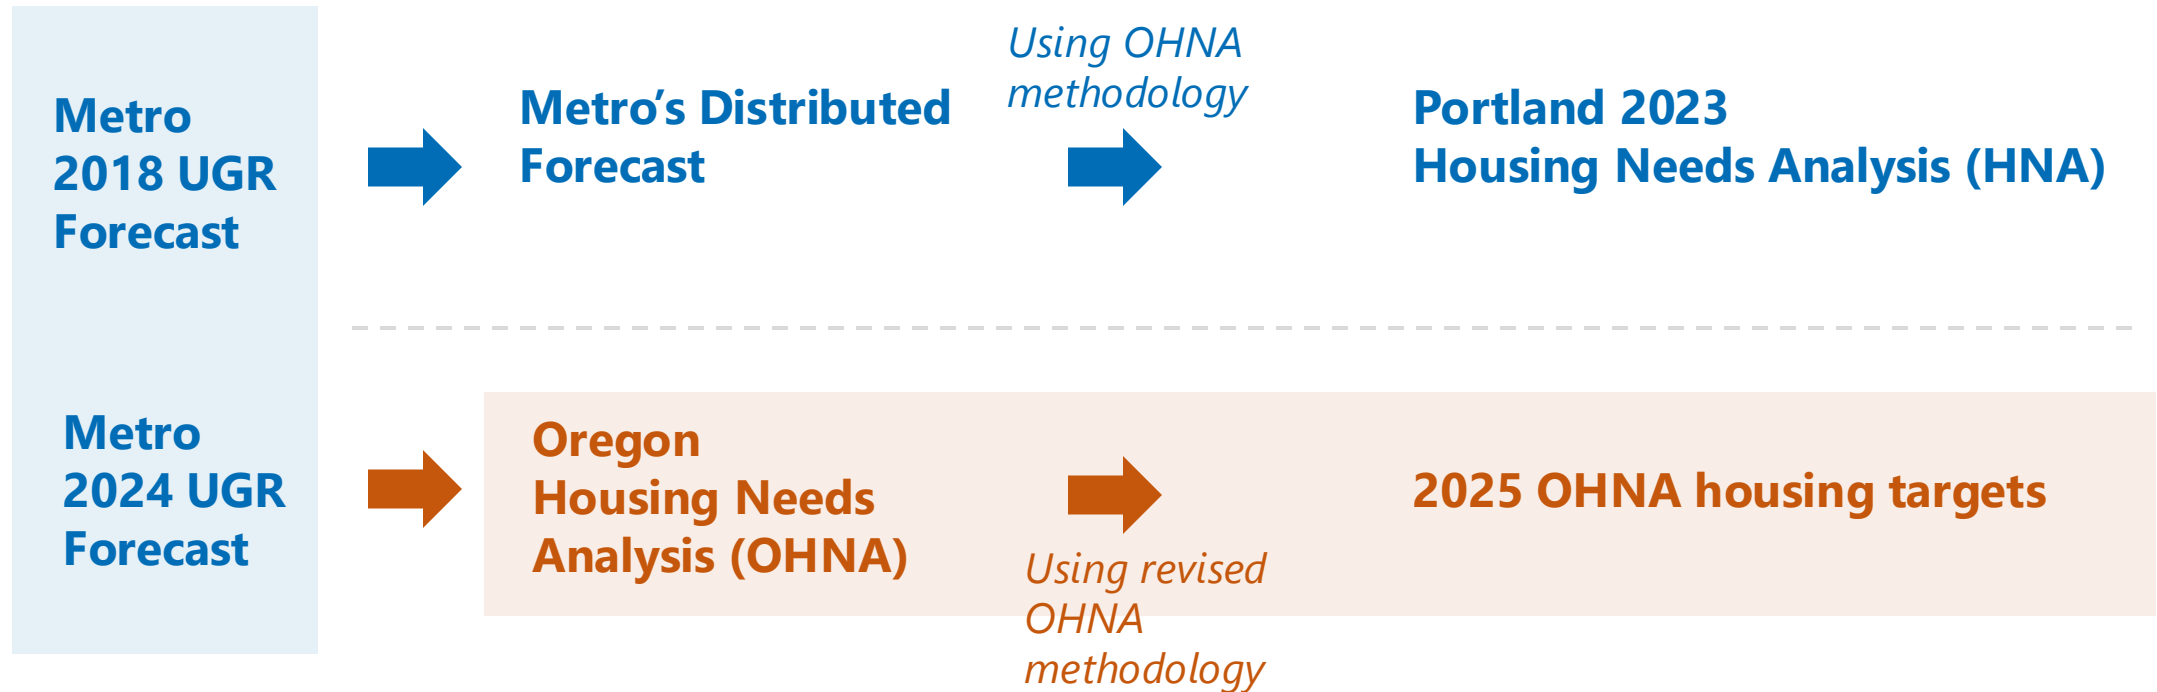 Metro
2018 UGR
Forecast
Metro’s Distributed
Forecast
Using OHNA
methodology
Portland 2023
Housing Needs Analysis (HNA)
Metro
2024 UGR
Forecast
Oregon
Housing Needs
Analysis (OHNA)
Using revised
OHNA
methodology
2025 OHNA housing targets